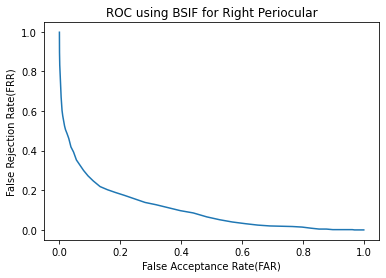 ROC using BSIF for Right Periocular
1.0
0.8
0.6
0.4
0.2
0.0
False Rejection Rate(FRR)
0.0 0.2 0.4 0.6 0.8 1.0
False Acceptance Rate(FAR)